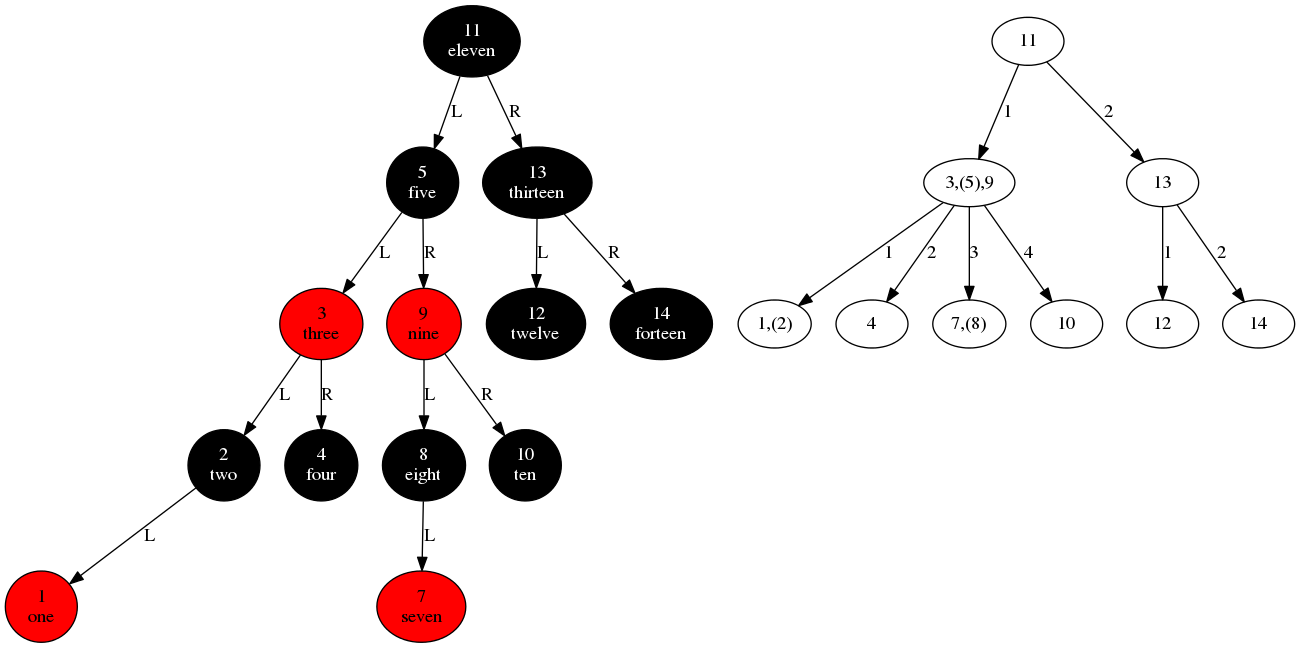 11
eleven
L
R
5
five
13
thirteen
L
R
L
R
3
three
9
nine
12
twelve
14
forteen
L
R
L
R
2
two
4
four
8
eight
10
ten
L
L
1
one
7
seven
11
1
2
3,(5),9
13
1
2
3
4
1
2
1,(2)
4
7,(8)
10
12
14